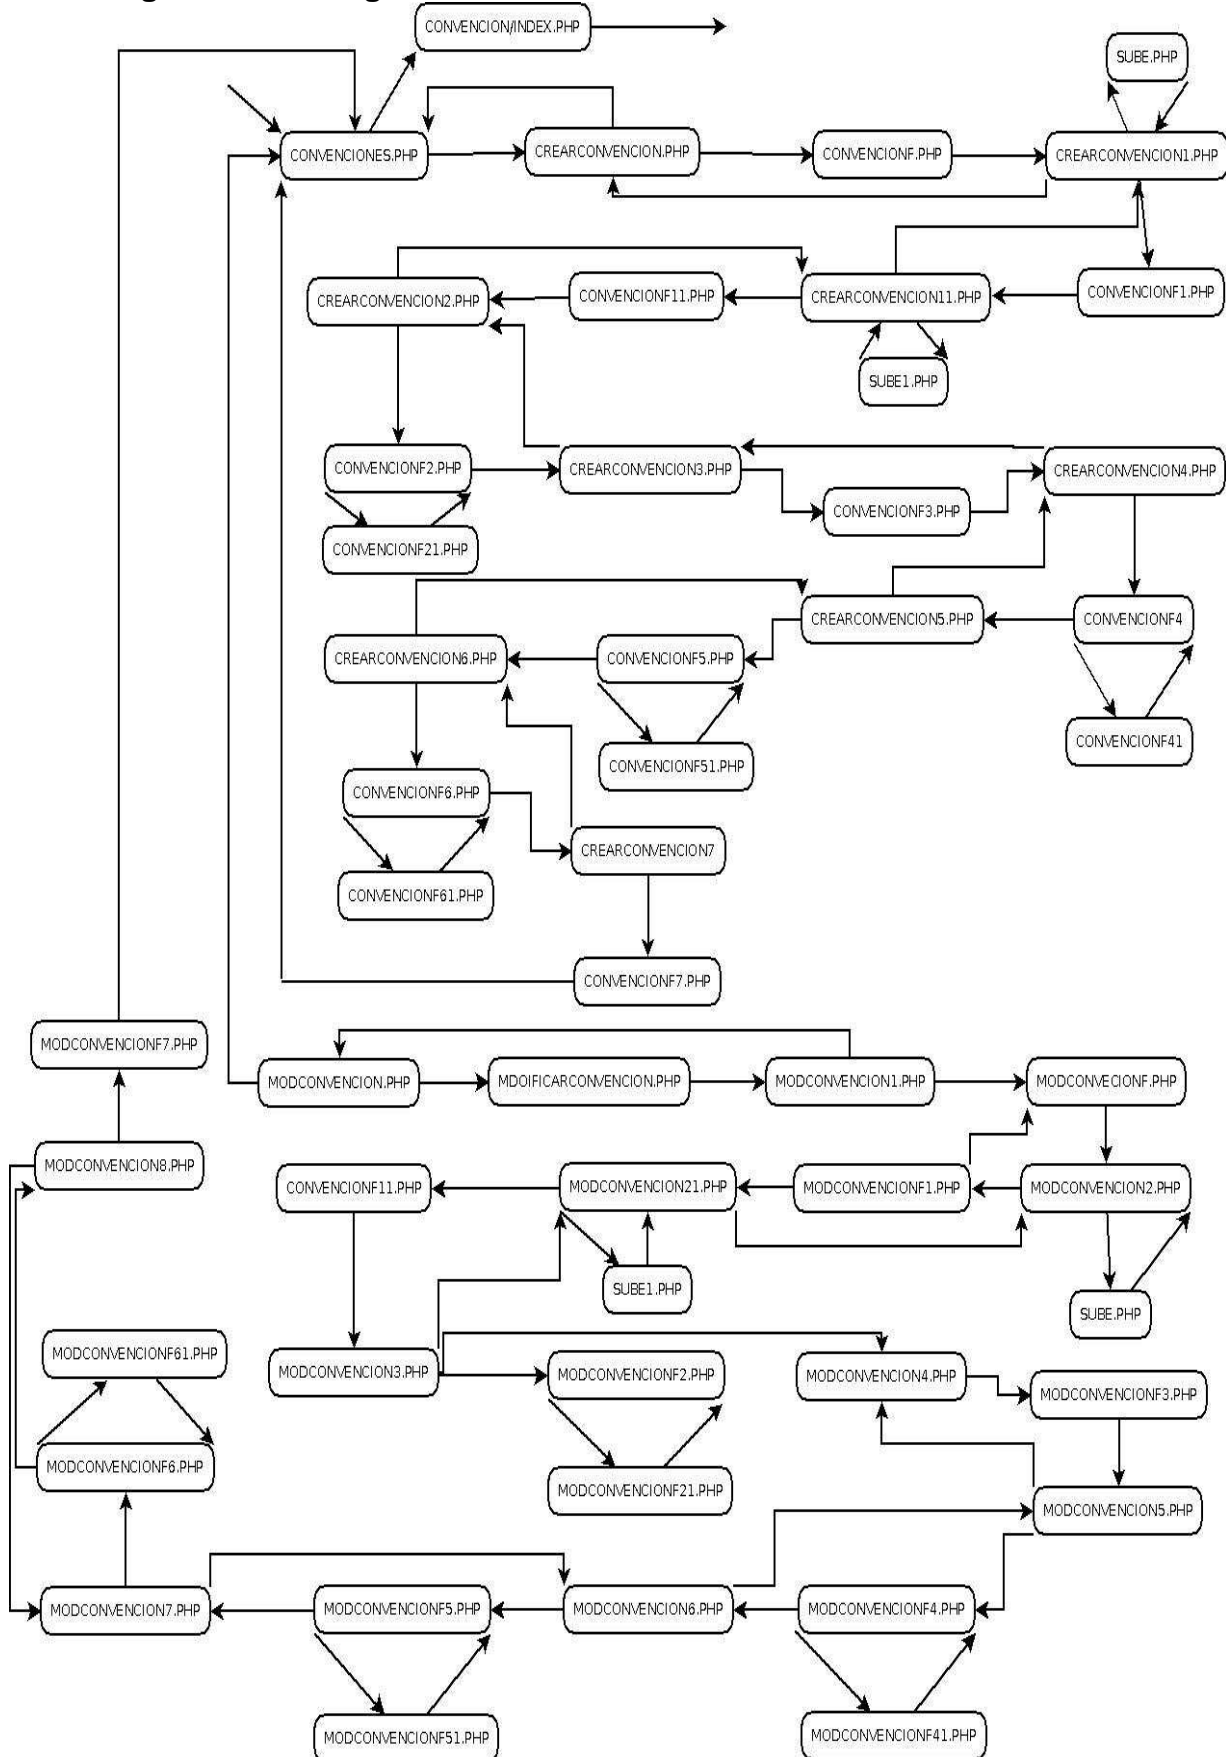 CONVENCION/INDEX.PHP
SUBE.PHP
CONVENCIONES.PHP
CREARCONVENCION.PHP
CONVENCIONF.PHP
CREARCONVENCION1.PHP
CREARCONVENCION2.PHP
CONVENCIONF11.PHP
CREARCONVENCION11.PHP
CONVENCIONF1.PHP
SUBE1.PHP
CONVENCIONF2.PHP
CREARCONVENCION3.PHP
CREARCONVENCION4.PHP
CONVENCIONF3.PHP
CONVENCIONF21.PHP
CREARCONVENCION5.PHP
CONVENCIONF4
CREARCONVENCION6.PHP
CONVENCIONF5.PHP
CONVENCIONF41
CONVENCIONF51.PHP
CONVENCIONF6.PHP
CREARCONVENCION7
CONVENCIONF61.PHP
CONVENCIONF7.PHP
MODCONVENCIONF7.PHP
MODCONVENCION.PHP
MDOIFICARCONVENCION.PHP
MODCONVENCION1.PHP
MODCONVECIONF.PHP
MODCONVENCION8.PHP
CONVENCIONF11.PHP
MODCONVENCION21.PHP
MODCONVENCIONF1.PHP
MODCONVENCION2.PHP
SUBE1.PHP
SUBE.PHP
MODCONVENCIONF61.PHP
MODCONVENCION3.PHP
MODCONVENCIONF2.PHP
MODCONVENCION4.PHP
MODCONVENCIONF3.PHP
MODCONVENCIONF6.PHP
MODCONVENCIONF21.PHP
MODCONVENCION5.PHP
MODCONVENCION7.PHP
MODCONVENCIONF5.PHP
MODCONVENCION6.PHP
MODCONVENCIONF4.PHP
MODCONVENCIONF51.PHP
MODCONVENCIONF41.PHP